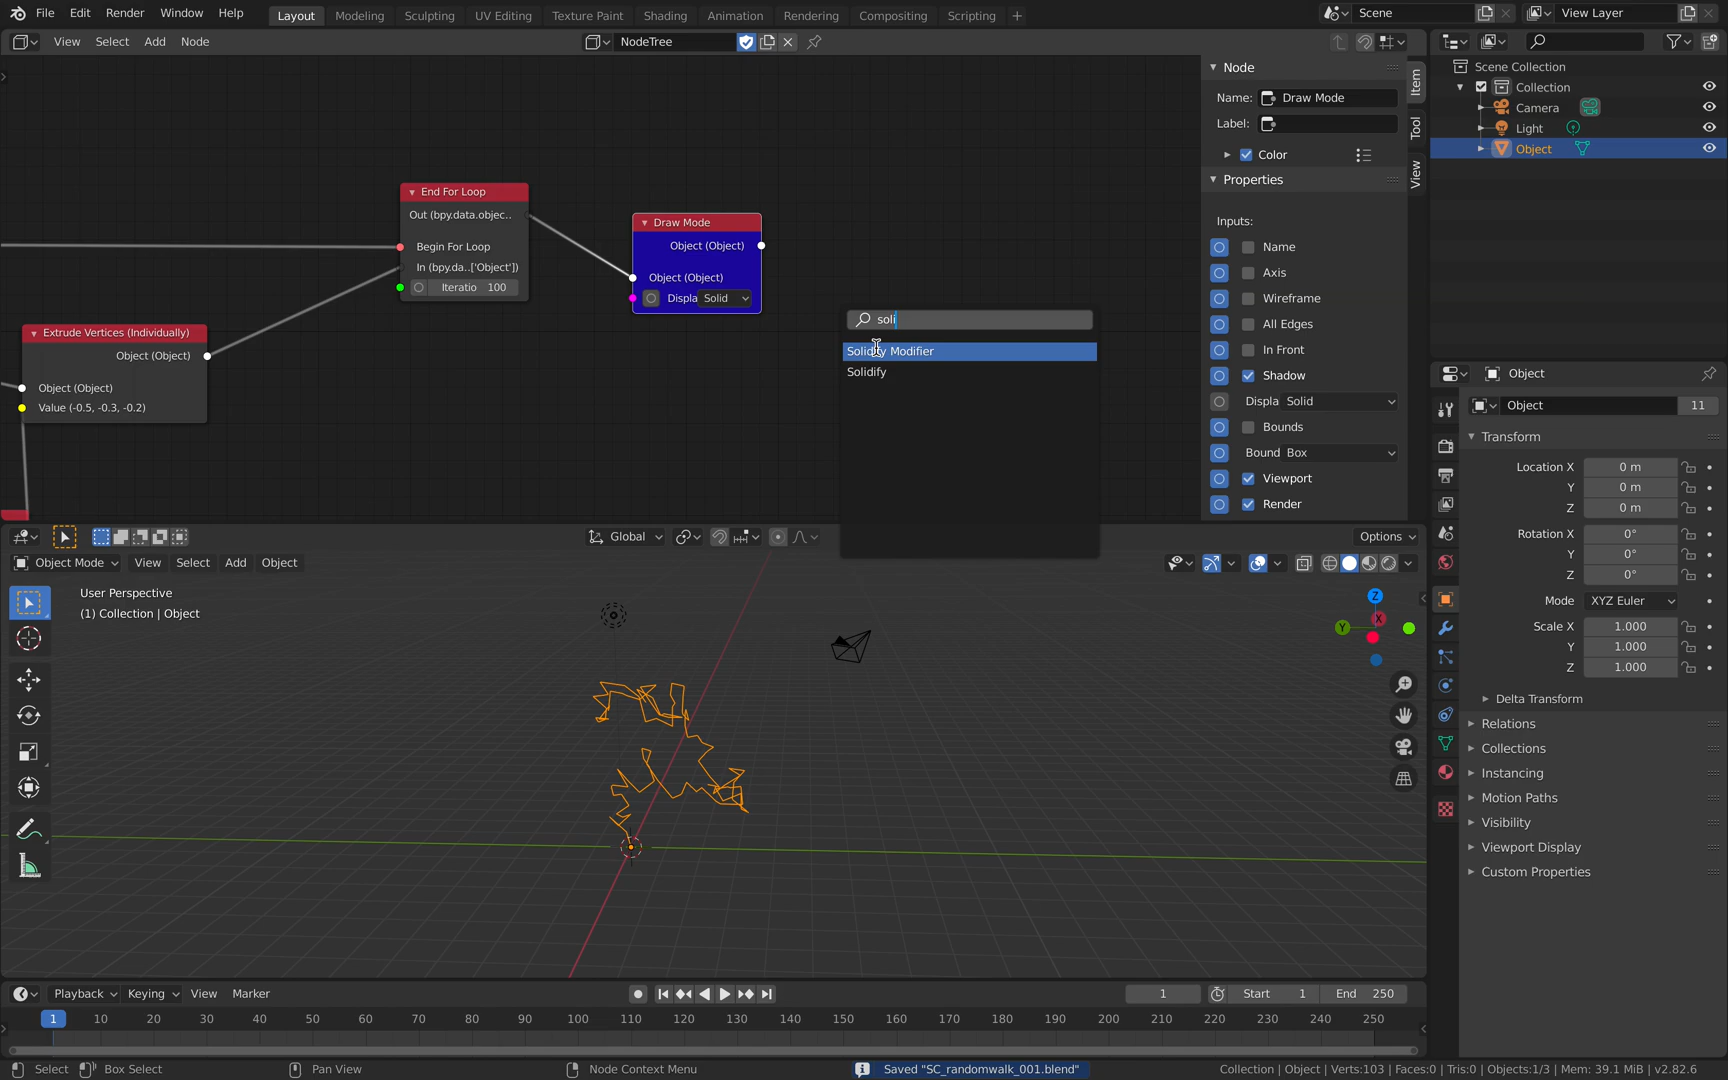 File Edit Render Window Help
Layout Modeling Sculpting UV Editing Texture Paint Shading Animation Rendering Compositing Scripting +
Scene
View Layer
View Select Add Node
NodeTree
Node
Name: Draw Mode
Label:
Color
Properties
Inputs:
Name
Axis
Wireframe
All Edges
In Front
Shadow
Displa Solid
Bounds
Bound Box
Viewport
Render
Item
Tool
View
End For Loop
Out (bpy.data.objec..
Begin For Loop
In (bpy.da..['Object'])
Iteratio 100
Draw Mode
Object (Object)
Object (Object)
Displa Solid
Extrude Vertices (Individually)
Object (Object)
Object (Object)
Value (-0.5, -0.3, -0.2)
soli
Solidify Modifier
Solidify
Scene Collection
Collection
Camera
Light
Object
Object
Object 11
Transform
Location X 0 m
Y 0 m
Z 0 m
Rotation X 0°
Y 0°
Z 0°
Mode XYZ Euler
Scale X 1.000
Y 1.000
Z 1.000
Delta Transform
Relations
Collections
Instancing
Motion Paths
Visibility
Viewport Display
Custom Properties
Global
Options
Object Mode View Select Add Object
User Perspective
(1) Collection | Object
Z
X
Y
Playback Keying View Marker
1
Start 1
End 250
1 10 20 30 40 50 60 70 80 90 100 110 120 130 140 150 160 170 180 190 200 210 220 230 240 250
Select Box Select Pan View Node Context Menu
Saved "SC_randomwalk_001.blend"
Collection | Object | Verts:103 | Faces:0 | Tris:0 | Objects:1/3 | Mem: 39.1 MiB | v2.82.6